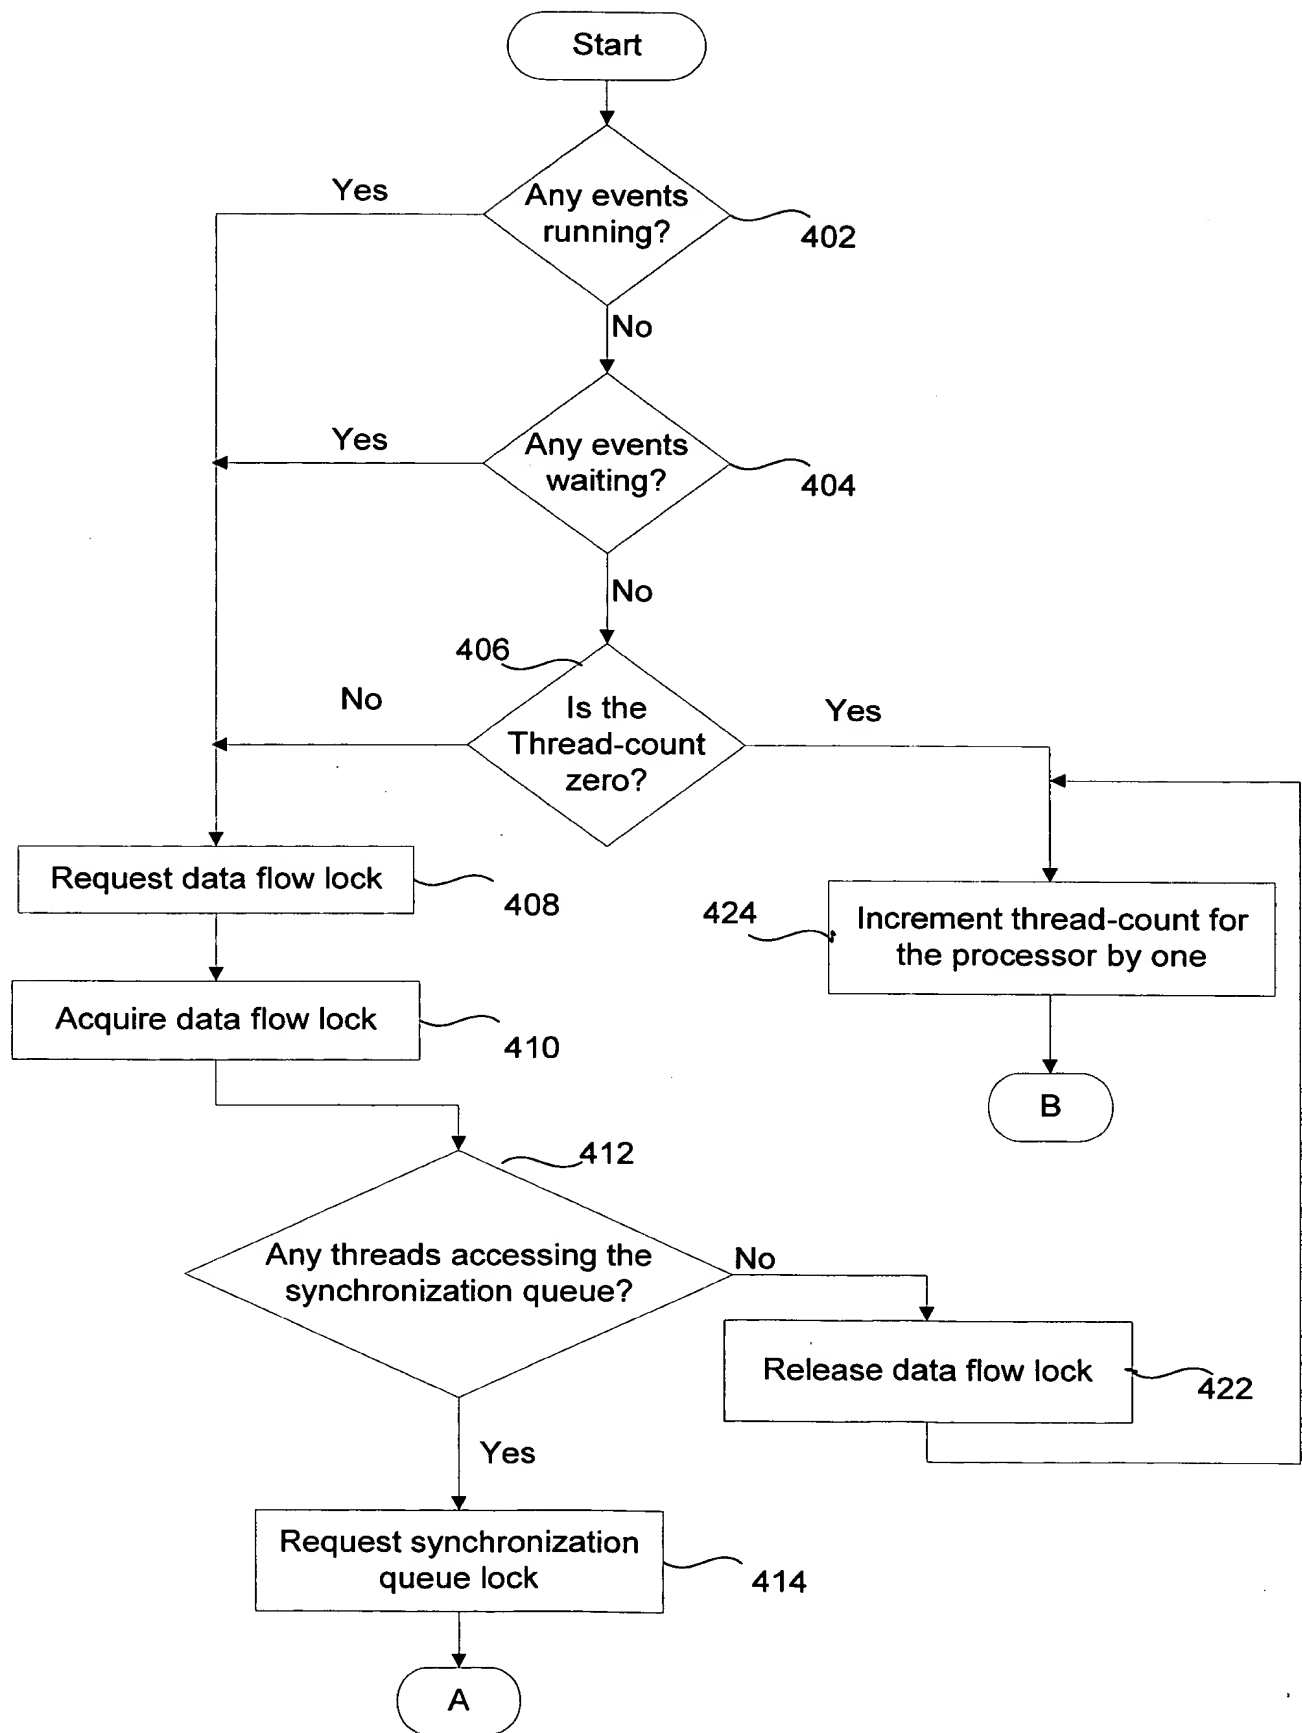 Start
Yes
Any events
running?
402
No
Yes
Any events
waiting?
404
No
406
No
Is the
Thread-count
zero?
Yes
Request data flow lock
408
424
Increment thread-count for
the processor by one
Acquire data flow lock
410
B
412
Any threads accessing the
synchronization queue?
No
Release data flow lock
422
Yes
Request synchronization
queue lock
414
A